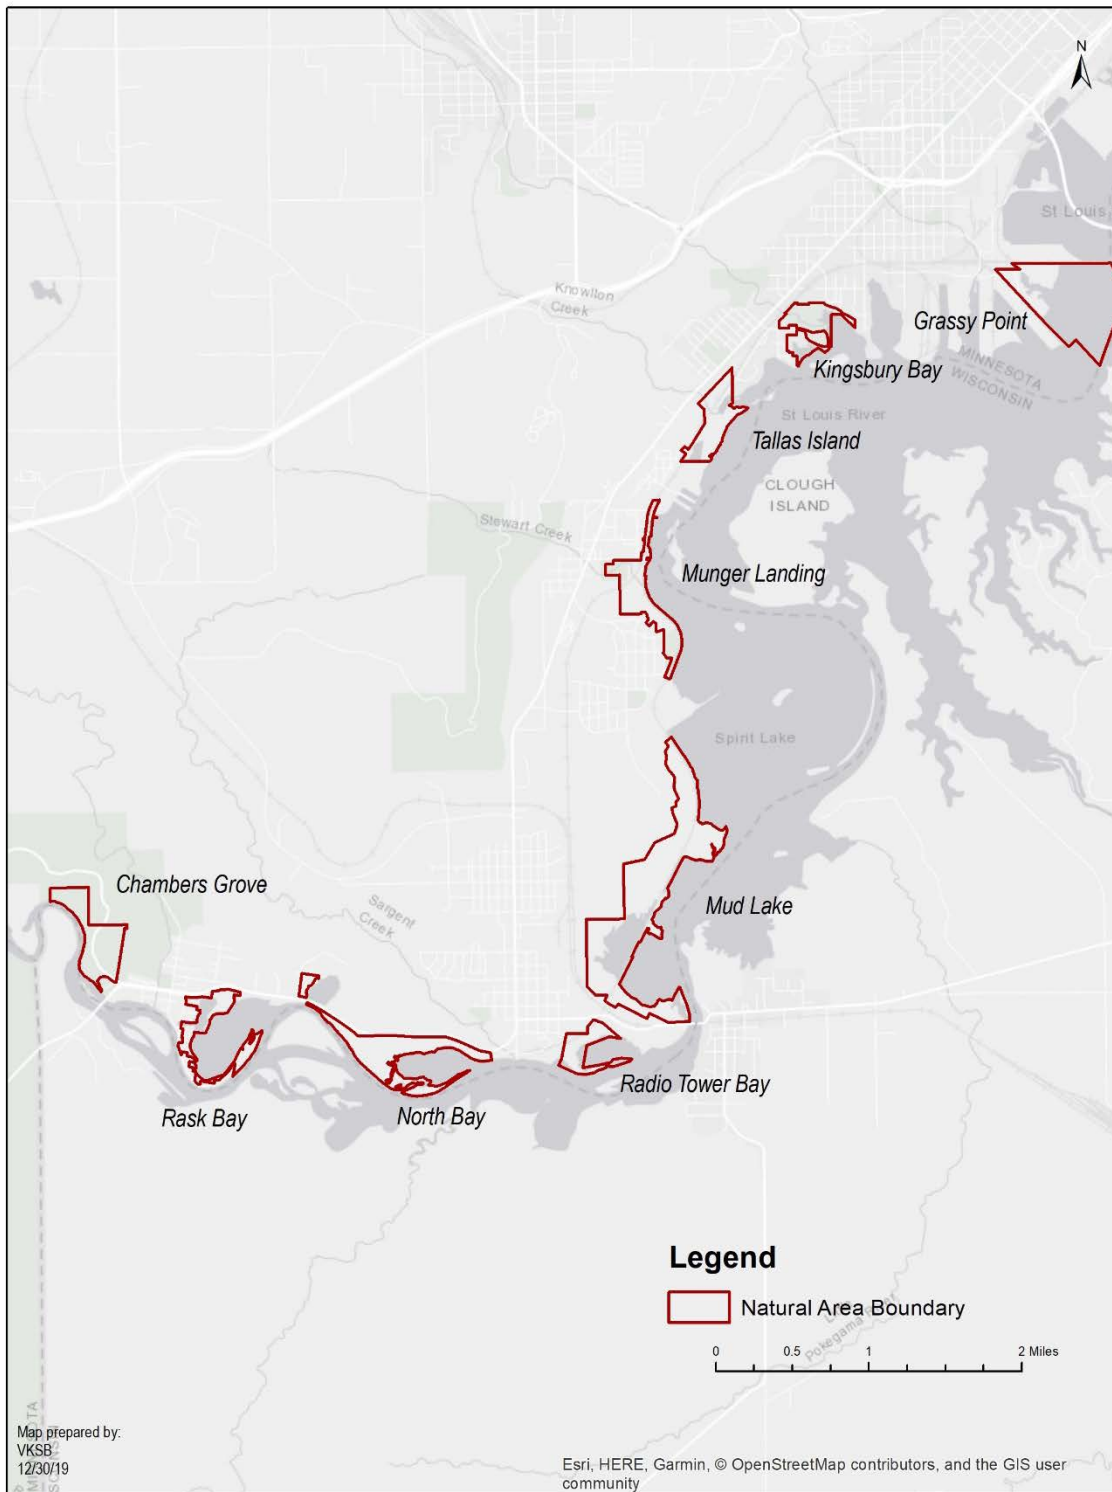 N
St Louis
Knowlton
Creek
Grassy Point
MINNESOTA
WISCONSIN
Kingsbury Bay
St Louis River
Tallas Island
CLOUGH
ISLAND
Stewart Creek
Munger Landing
Spirit Lake
Chambers Grove
Sargent
Creek
Mud Lake
Radio Tower Bay
Rask Bay
North Bay
Legend
Natural Area Boundary
Pokegama River
0 0.5 1 2 Miles
Map prepared by:
VKSB
12/30/19
Esri, HERE, Garmin, © OpenStreetMap contributors, and the GIS user
community